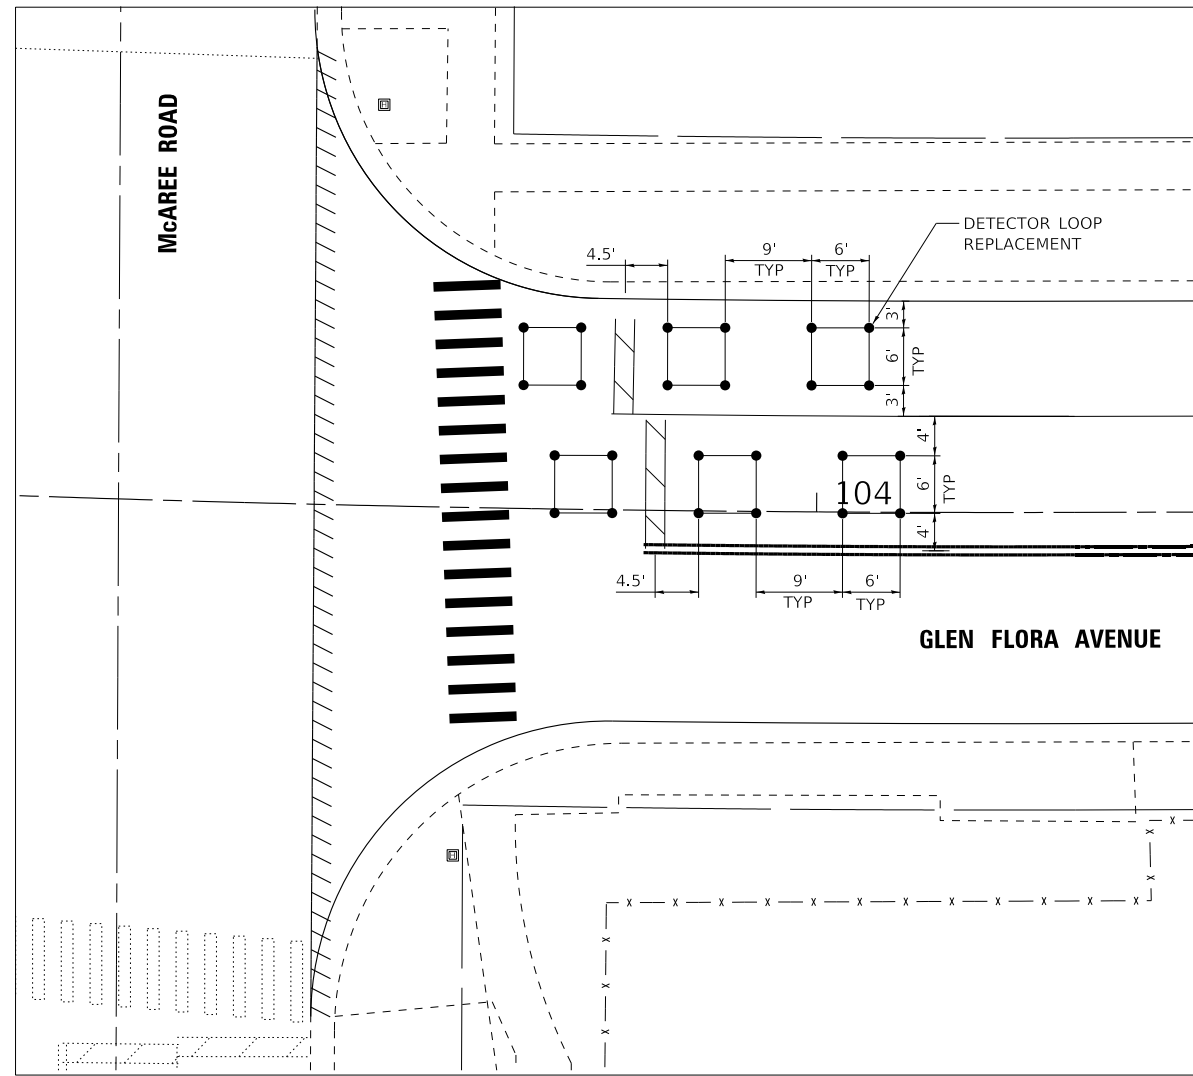 McAREE ROAD
DETECTOR LOOP
REPLACEMENT
4.5'
9'
TYP
6'
TYP
3'
6'
TYP
3'
4'
6'
TYP
4'
104
4.5'
9'
TYP
6'
TYP
GLEN FLORA AVENUE
x
x
x x x x x x x x x x x x
x
x
x